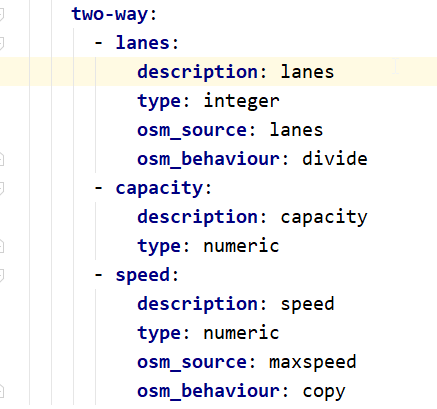 two-way:
- lanes:
description: lanes
type: integer
osm_source: lanes
osm_behaviour: divide
- capacity:
description: capacity
type: numeric
- speed:
description: speed
type: numeric
osm_source: maxspeed
osm_behaviour: copy